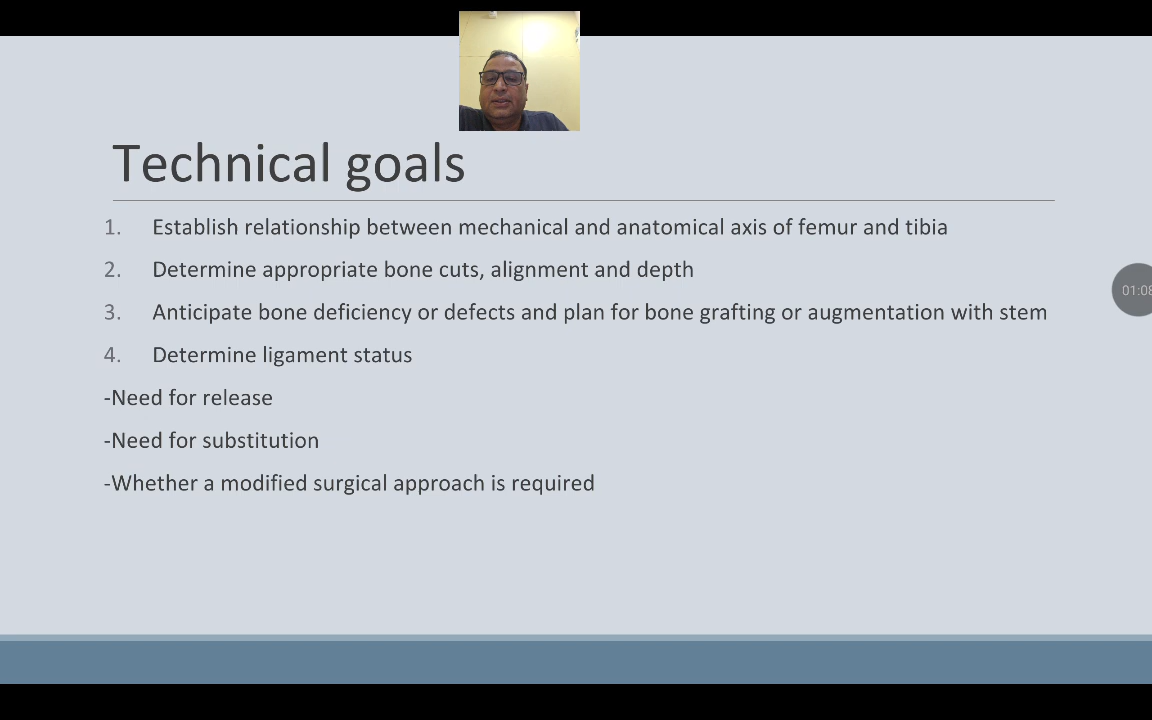 Technical goals
1. Establish relationship between mechanical and anatomical axis of femur and tibia
2. Determine appropriate bone cuts, alignment and depth
3. Anticipate bone deficiency or defects and plan for bone grafting or augmentation with stem
4. Determine ligament status
-Need for release
-Need for substitution
-Whether a modified surgical approach is required
01:08